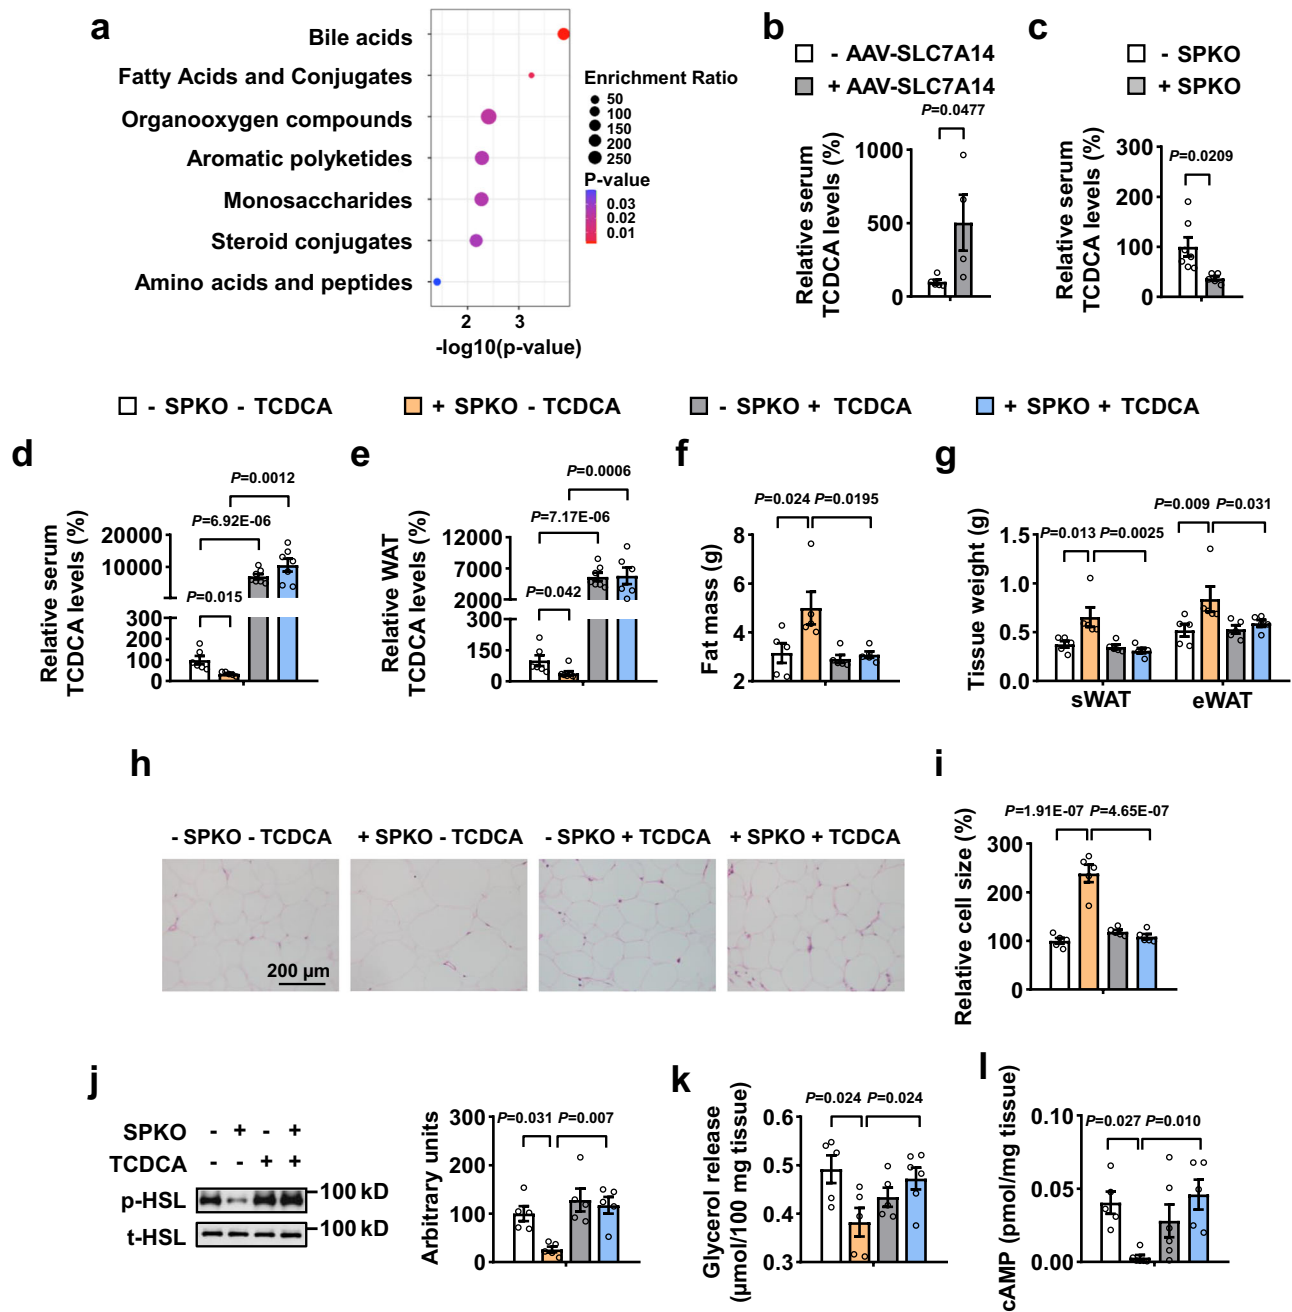 a
Bile acids
Fatty Acids and Conjugates
Organooxygen compounds
Aromatic polyketides
Monosaccharides
Steroid conjugates
Amino acids and peptides
2 3
-log10(p-value)
Enrichment Ratio
50
100
150
200
250
P-value
0.03
0.02
0.01
b
- AAV-SLC7A14
+ AAV-SLC7A14
P=0.0477
Relative serum
TCDCA levels (%)
1000
500
0
c
- SPKO
+ SPKO
P=0.0209
Relative serum
TCDCA levels (%)
300
200
100
0
- SPKO - TCDCA
+ SPKO - TCDCA
- SPKO + TCDCA
+ SPKO + TCDCA
d
P=0.0012
P=6.92E-06
P=0.015
Relative serum
TCDCA levels (%)
20000
10000
300
200
100
0
e
P=0.0006
P=7.17E-06
P=0.042
Relative WAT
TCDCA levels (%)
12000
7000
2000
300
150
0
f
P=0.024 P=0.0195
Fat mass (g)
8
6
4
2
g
P=0.009 P=0.031
P=0.013 P=0.0025
Tissue weight (g)
1.5
1.0
0.5
0.0
sWAT eWAT
h
- SPKO - TCDCA
+ SPKO - TCDCA
- SPKO + TCDCA
+ SPKO + TCDCA
200 µm
i
P=1.91E-07 P=4.65E-07
Relative cell size (%)
300
200
100
0
j
SPKO - + - +
TCDCA - - + +
p-HSL 100 kD
t-HSL 100 kD
P=0.031 P=0.007
Arbitrary units
300
200
100
0
k
P=0.024 P=0.024
Glycerol release
(µmol/100 mg tissue)
0.6
0.5
0.4
0.3
l
P=0.027 P=0.010
cAMP (pmol/mg tissue)
0.10
0.05
0.00